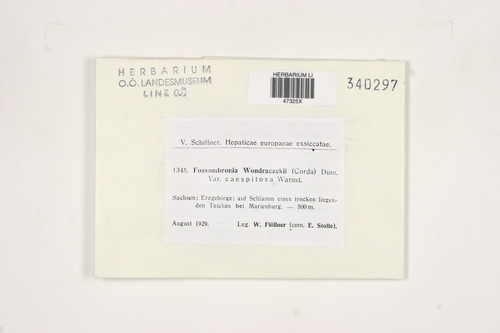 HERBARIUM
O.Ö. LANDESMUSEUM
LINZ (LI)
HERBARIUM LI
47325X
340297
V. Schiffner, Hepaticae europaeae exsiccatae.
1345. Fossombronia Wondraczekii (Corda) Dum.
Var. caespitosa Warnst.
Sachsen; Erzgebirge; auf Schlamm eines trocken liegen-
den Teiches bei Marienburg. — 500 m.
August 1929.
Leg. W. Flößner (com. E. Stolle).